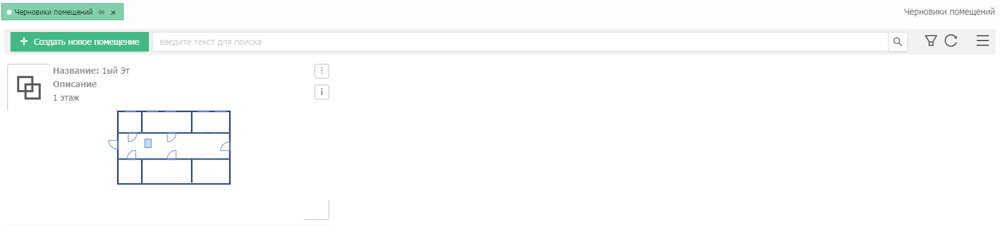 Черновики помещений
Черновики помещений
Создать новое помещение
введите текст для поиска
Название: 1ый Эт
Описание
1 этаж